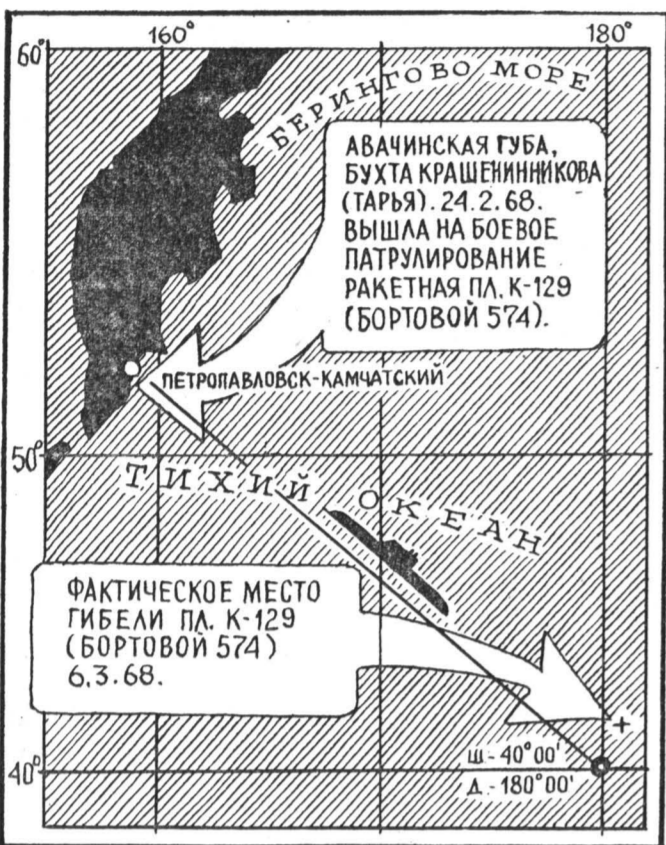 160° 180°
60°
БЕРИНГОВО МОРЕ
АВАЧИНСКАЯ ГУБА,
БУХТА КРАШЕНИННИКОВА
(ТАРЬЯ). 24.2.68.
ВЫШЛА НА БОЕВОЕ
ПАТРУЛИРОВАНИЕ
РАКЕТНАЯ ПЛ. К-129
(БОРТОВОЙ 574).
ПЕТРОПАВЛОВСК-КАМЧАТСКИЙ
50°
ТИХИЙ ОКЕАН
ФАКТИЧЕСКОЕ МЕСТО
ГИБЕЛИ ПЛ. К-129
(БОРТОВОЙ 574)
6.3.68.
Ш - 40°00'
40°
Д - 180°00'